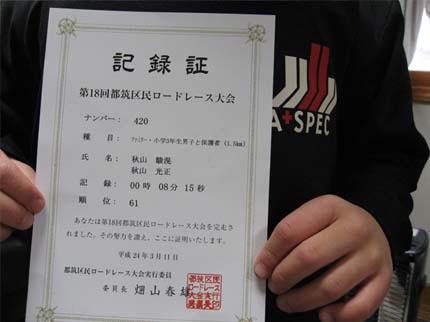 記録証
第18回都筑区民ロードレース大会
ナンバー： 420
種目： ファミリー・小学3年生男子と保護者（1.5km）
氏名： 秋山 駿滉
秋山 光正
記録： 00時 08分 15秒
順位： 61
あなたは第18回都筑区民ロードレース大会を完走さ
れました。その努力を讃え、ここに証明いたします。
平成24年3月11日
都筑区民ロードレース大会実行委員
委員長 畑山春雄
A+SPEC